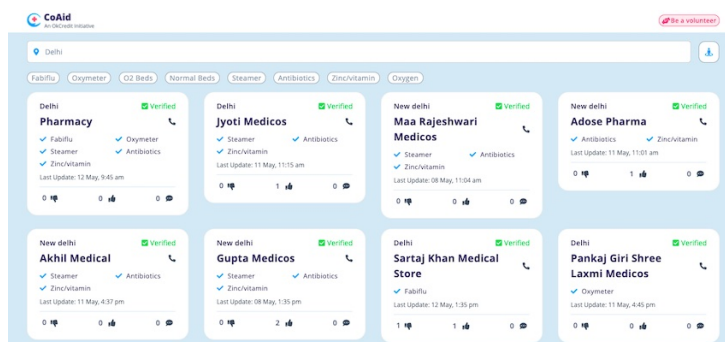 CoAid
An OkCredit Initiative
Be a volunteer
Delhi
Fabiflu Oxymeter O2 Beds Normal Beds Steamer Antibiotics Zinc/vitamin Oxygen
Delhi Verified
Pharmacy
Fabiflu Oxymeter
Steamer Antibiotics
Zinc/vitamin
Last Update: 12 May, 9:45 am
0 0 0
Delhi Verified
Jyoti Medicos
Steamer Antibiotics
Zinc/vitamin
Last Update: 11 May, 11:15 am
0 1 0
New delhi Verified
Maa Rajeshwari
Medicos
Steamer Antibiotics
Zinc/vitamin
Last Update: 08 May, 11:04 am
0 0 0
New delhi Verified
Adose Pharma
Antibiotics Zinc/vitamin
Last Update: 11 May, 11:01 am
0 1 0
New delhi Verified
Akhil Medical
Steamer Antibiotics
Zinc/vitamin
Last Update: 11 May, 4:37 pm
0 0 0
New delhi Verified
Gupta Medicos
Steamer Antibiotics
Zinc/vitamin
Last Update: 08 May, 1:35 pm
0 2 0
Delhi Verified
Sartaj Khan Medical
Store
Fabiflu
Last Update: 12 May, 1:35 pm
1 1 0
Delhi Verified
Pankaj Giri Shree
Laxmi Medicos
Oxymeter
Last Update: 11 May, 4:45 pm
0 0 0